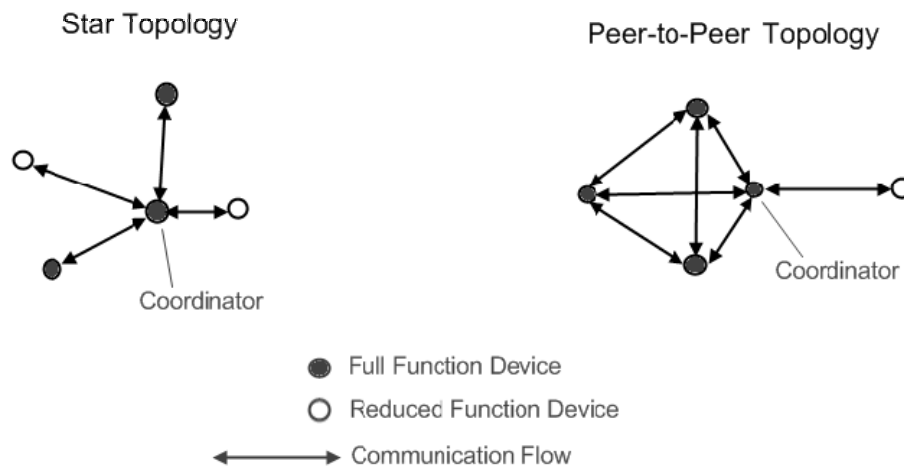 Star Topology
Peer-to-Peer Topology
Coordinator
Coordinator
Full Function Device
Reduced Function Device
Communication Flow